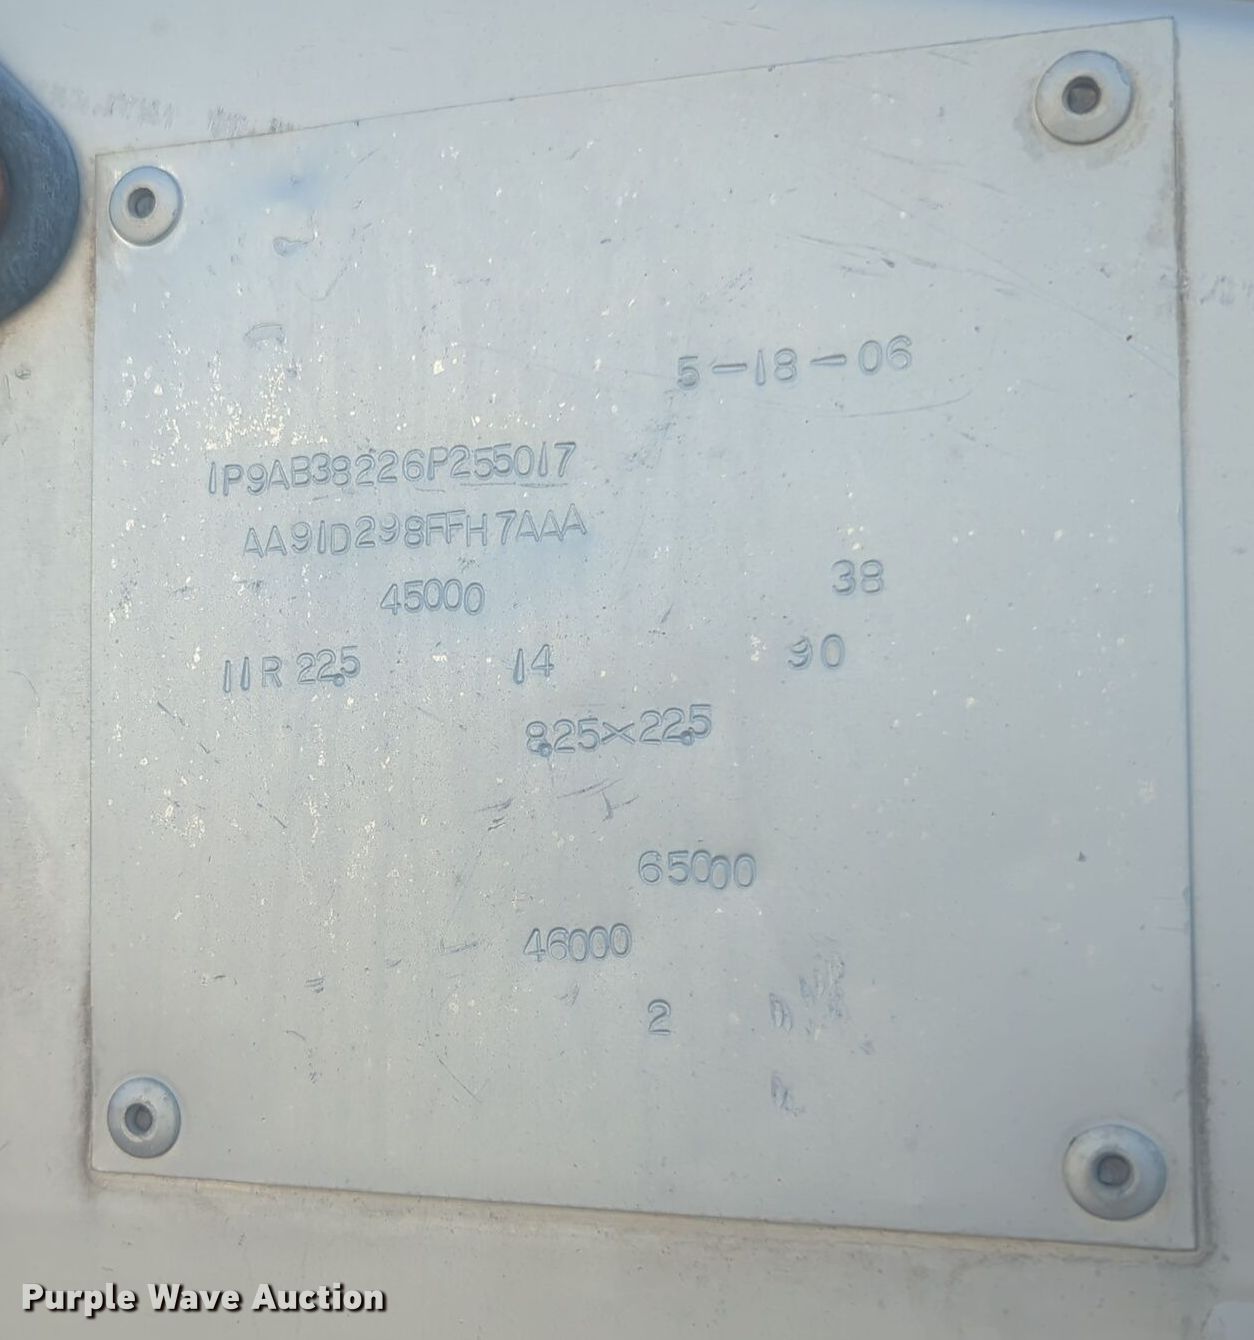 5-18-06
1P9AB38226P255017
AA91D298FFH7AAA
45000 38
11R 22.5 14 90
8.25×22.5
65000
46000
2
Purple Wave Auction